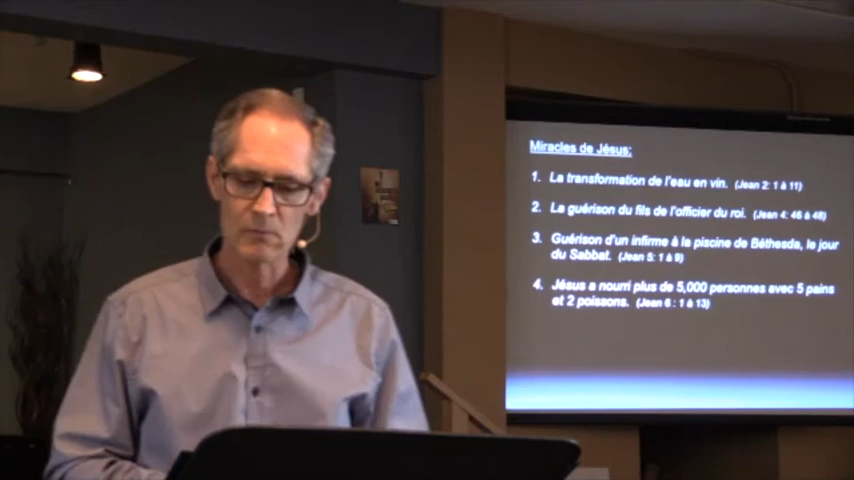 Miracles de Jésus:
1. La transformation de l'eau en vin. (Jean 2: 1 à 11)
2. La guérison du fils de l'officier du roi. (Jean 4: 46 à 48)
3. Guérison d'un infirme à la piscine de Béthesda, le jour
du Sabbat. (Jean 5: 1 à 9)
4. Jésus a nourri plus de 5,000 personnes avec 5 pains
et 2 poissons. (Jean 6 : 1 à 13)